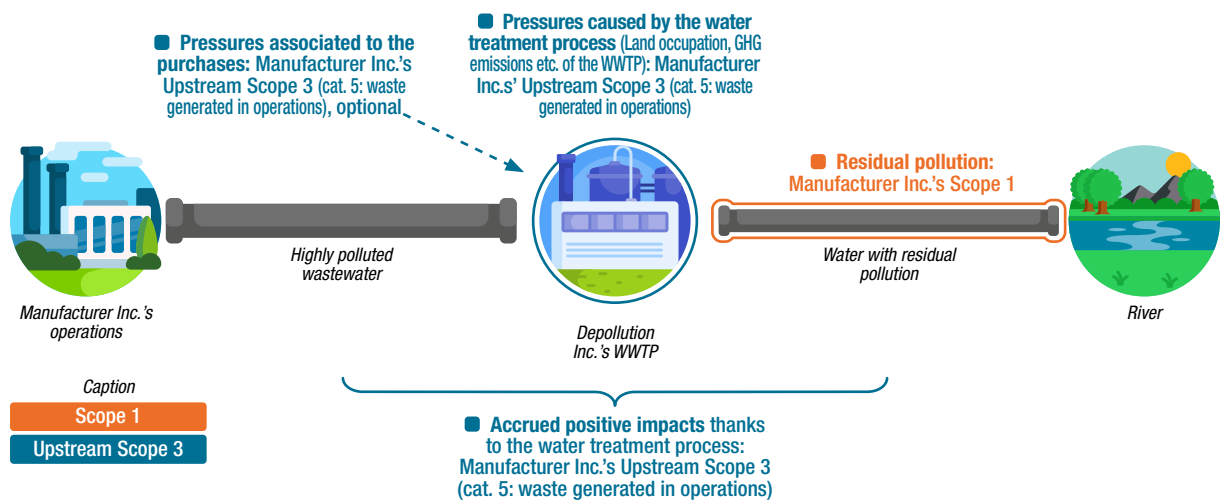 Pressures associated to the
purchases: Manufacturer Inc.'s
Upstream Scope 3 (cat. 5: waste
generated in operations), optional
Pressures caused by the water
treatment process (Land occupation, GHG
emissions etc. of the WWTP): Manufacturer
Inc.s' Upstream Scope 3 (cat. 5: waste
generated in operations)
Residual pollution:
Manufacturer Inc.'s Scope 1
Highly polluted
wastewater
Water with residual
pollution
Manufacturer Inc.'s
operations
Depollution
Inc.'s WWTP
River
Caption
Scope 1
Upstream Scope 3
Accrued positive impacts thanks
to the water treatment process:
Manufacturer Inc.'s Upstream Scope 3
(cat. 5: waste generated in operations)